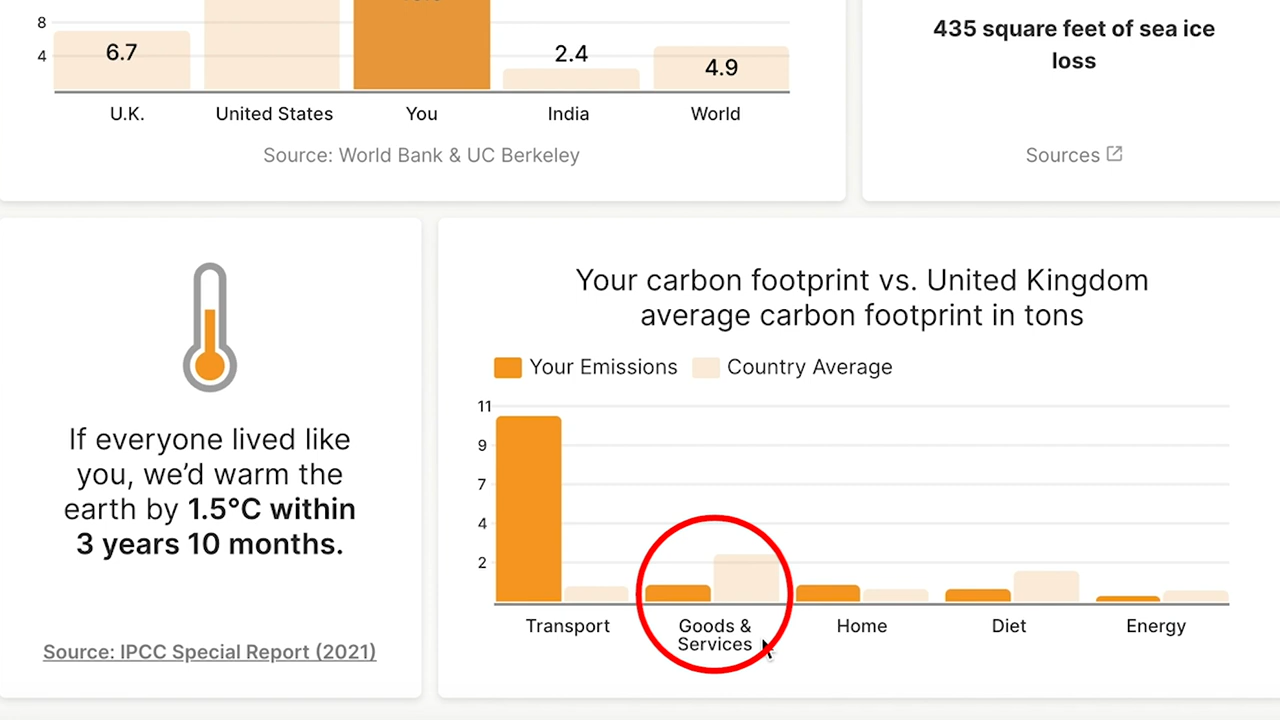 8
4
6.7
2.4
4.9
U.K.
United States
You
India
World
Source: World Bank & UC Berkeley
435 square feet of sea ice
loss
Sources
If everyone lived like
you, we’d warm the
earth by 1.5°C within
3 years 10 months.
Source: IPCC Special Report (2021)
Your carbon footprint vs. United Kingdom
average carbon footprint in tons
Your Emissions
Country Average
11
9
7
4
2
Transport
Goods &
Services
Home
Diet
Energy